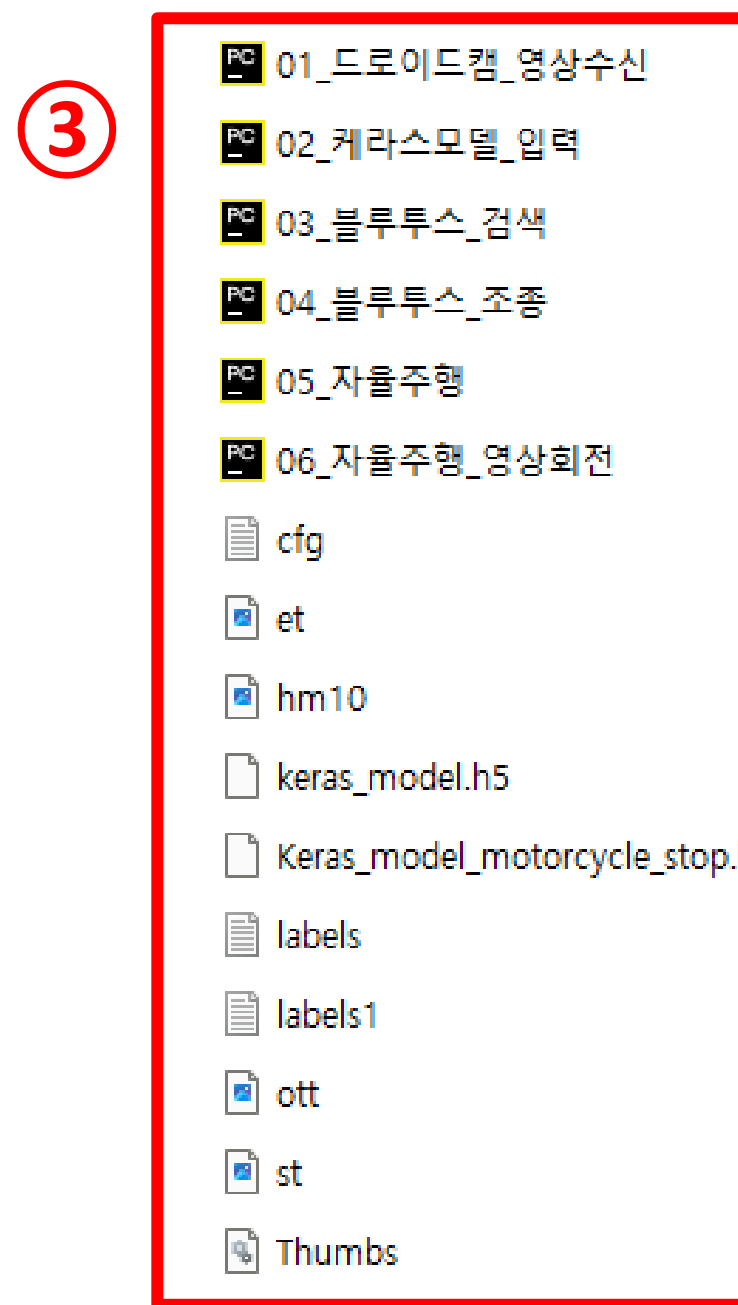 ③
01_드로이드캠_영상수신
02_케라스모델_입력
03_블루투스_검색
04_블루투스_조종
05_자율주행
06_자율주행_영상회전
cfg
et
hm10
keras_model.h5
Keras_model_motorcycle_stop.
labels
labels1
ott
st
Thumbs